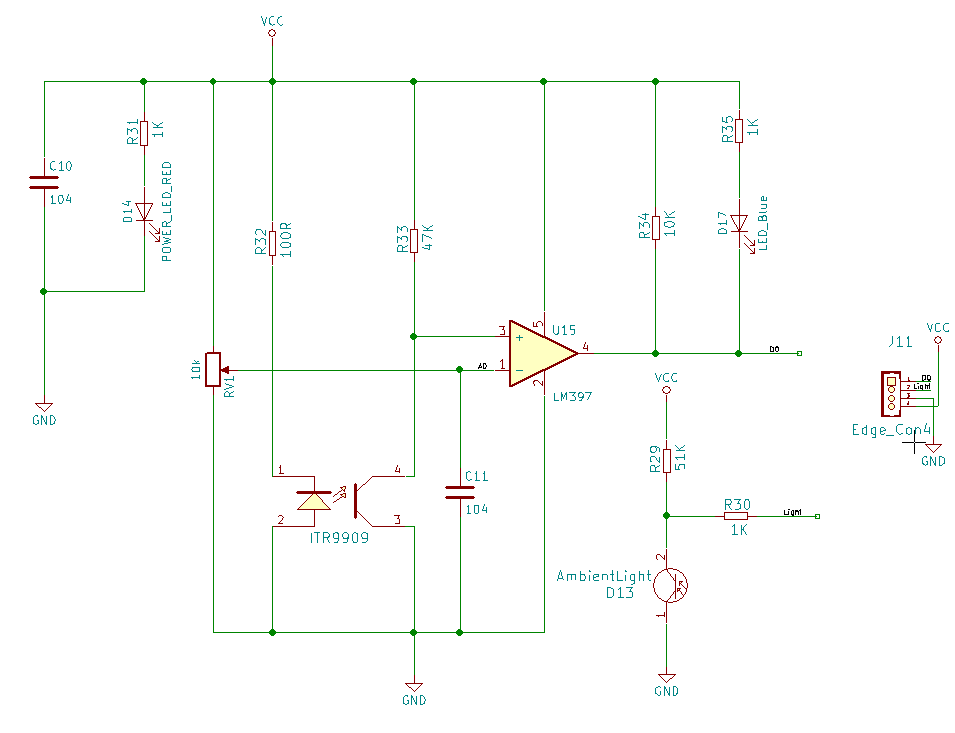 VCC
R31
1K
C10
104
D14
POWER_LED_RED
GND
R32
100R
R33
47K
R34
10K
R35
1K
D17
LED_Blue
10k
RV1
3
+
5
U15
4
DO
AO
1
-
2
LM397
VCC
R29
51K
R30
1K
Light
2
AmbientLight
D13
1
GND
1
2
4
3
ITR9909
C11
104
GND
J11
VCC
1
DO
2
Light
3
4
Edge_Con4
GND